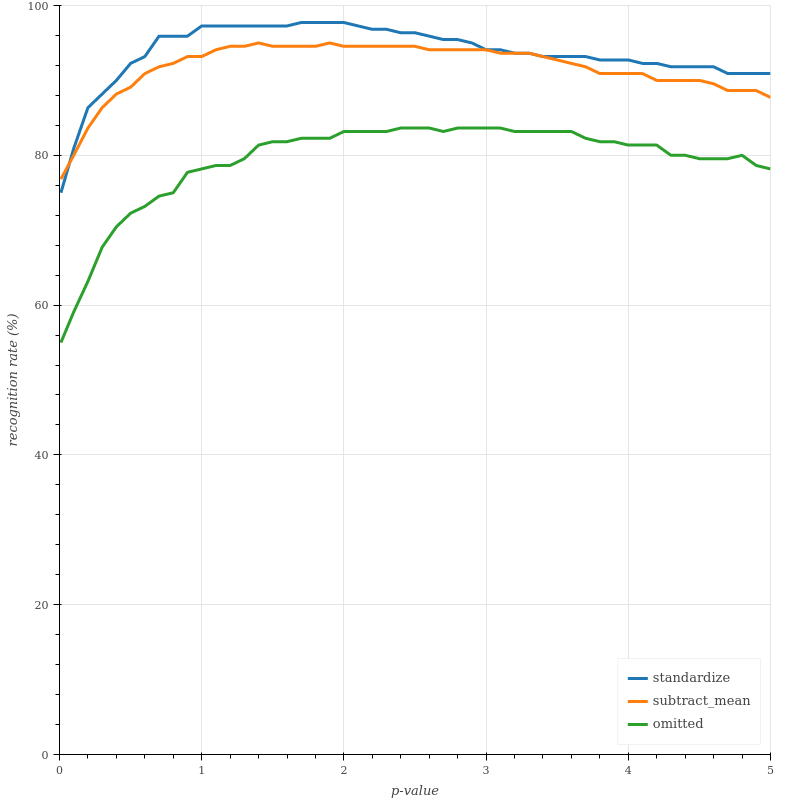 100
80
60
40
20
0
recognition rate (%)
0 1 2 3 4 5
p-value
standardize
subtract_mean
omitted